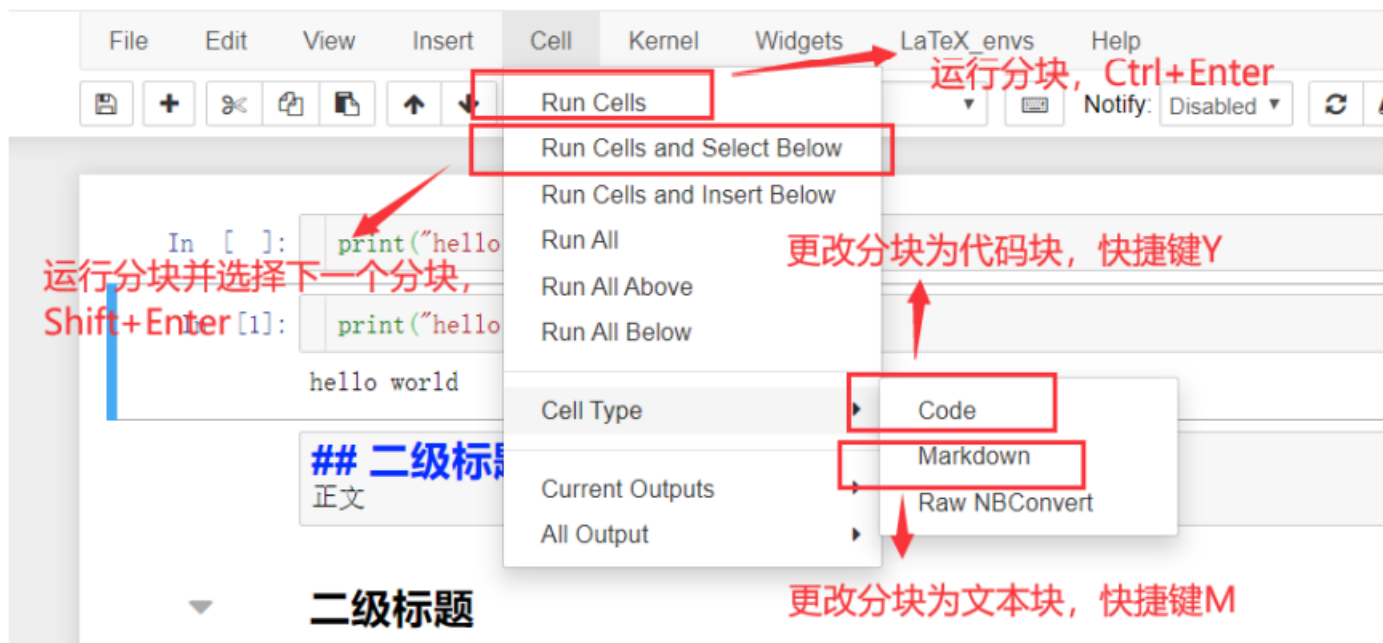 File Edit View Insert Cell Kernel Widgets LaTeX_envs Help
运行分块，Ctrl+Enter
Notify: Disabled
Run Cells
Run Cells and Select Below
Run Cells and Insert Below
Run All
Run All Above
Run All Below
Cell Type
Current Outputs
All Output
Code
Markdown
Raw NBConvert
更改分块为代码块，快捷键Y
更改分块为文本块，快捷键M
In [ ]: print("hello
运行分块并选择下一个分块，
Shift+Enter
In [1]: print("hello
hello world
## 二级标题
正文
二级标题